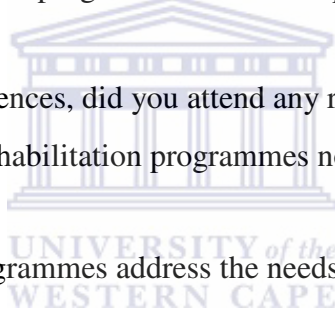 ences, did you attend any
habilitation programmes
UNIVERSITY of the
grammes address the needs
WESTERN CAPE